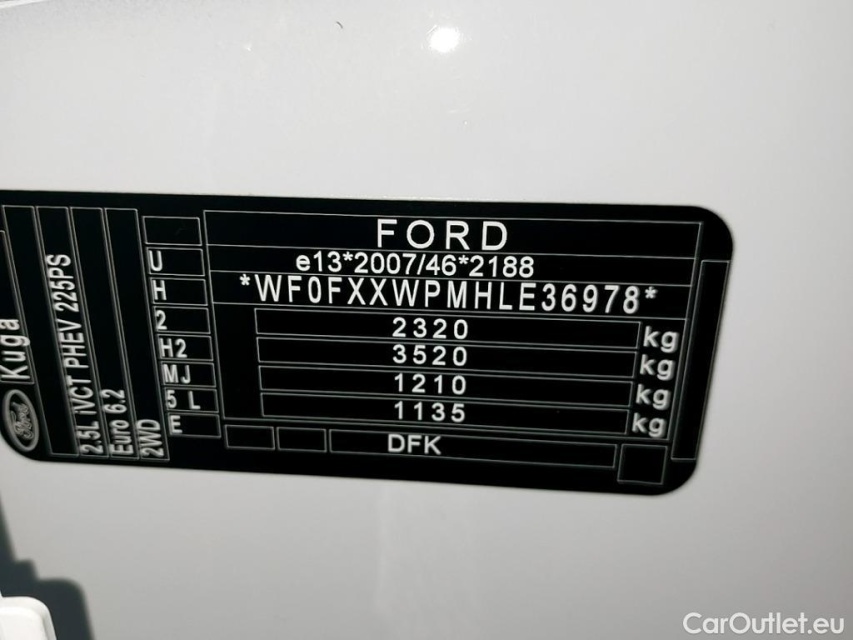 FORD
e13*2007/46*2188
*WF0FXXWPMHLE36978*
2320 kg
3520 kg
1210 kg
1135 kg
DFK
U
H
2
H2
MJ
5 L
E
Kuga
Ford
2.5L iVCT PHEV 225PS
Euro 6.2
2WD
CarOutlet.eu